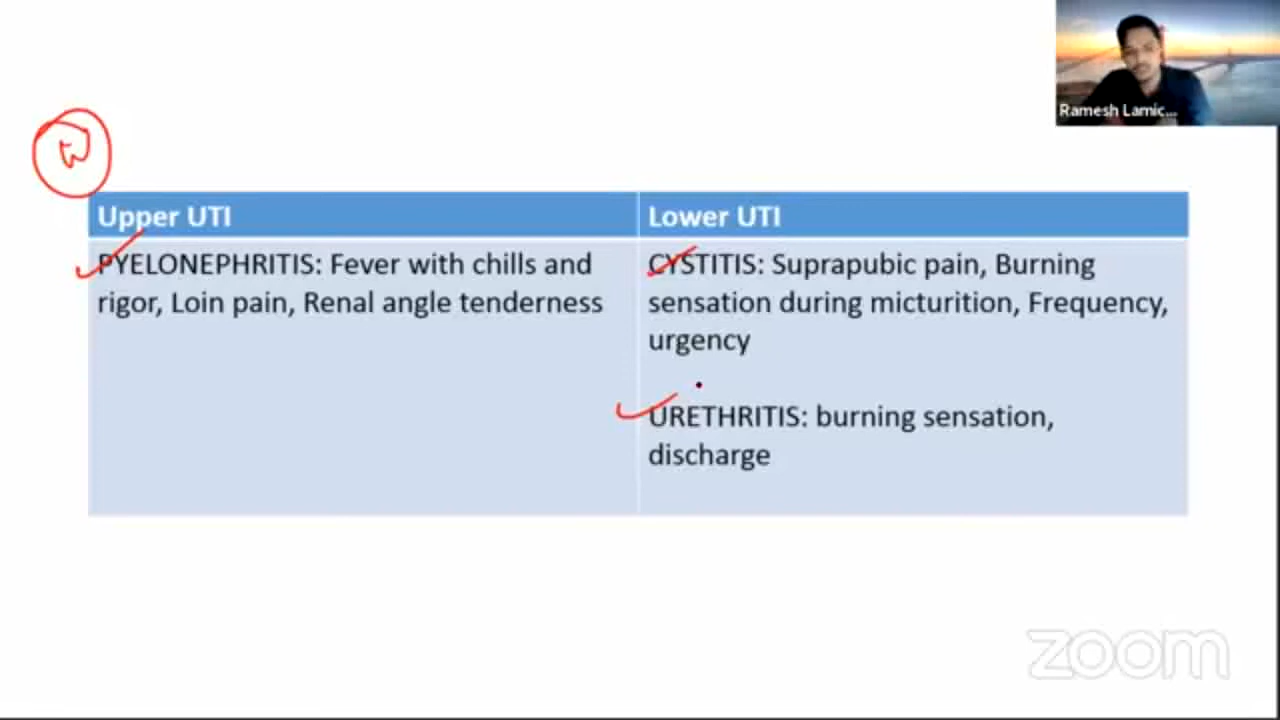 Ramesh Lamic...
Upper UTI
Lower UTI
PYELONEPHRITIS: Fever with chills and
rigor, Loin pain, Renal angle tenderness
CYSTITIS: Suprapubic pain, Burning
sensation during micturition, Frequency,
urgency
URETHRITIS: burning sensation,
discharge
zoom